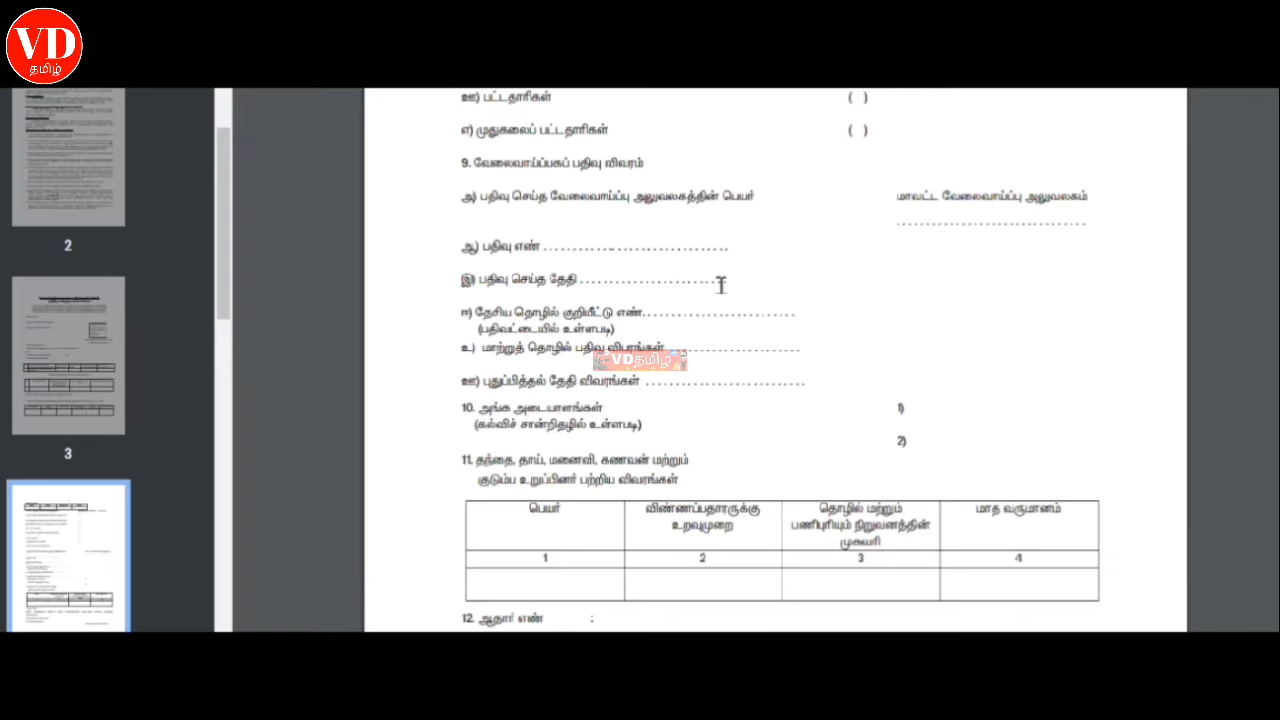 VD
தமிழ்
ஊ) பட்டதாரிகள் ( )
எ) முதுகலைப் பட்டதாரிகள் ( )
9. வேலைவாய்ப்பகப் பதிவு விவரம்
அ) பதிவு செய்த வேலைவாய்ப்பு அலுவலகத்தின் பெயர் மாவட்ட வேலைவாய்ப்பு அலுவலகம்
..................................
ஆ) பதிவு எண் ..................................
இ) பதிவு செய்த தேதி ..........................
ஈ) தேசிய தொழில் குறியீட்டு எண்...........................
(பதிவட்டையில் உள்ளபடி)
உ) மாற்றுத் தொழில் பதிவு விபரங்கள் ..........................
VDதமிழ்
ஊ) புதுப்பித்தல் தேதி விவரங்கள் ............................
10. அங்க அடையாளங்கள் 1)
(கல்விச் சான்றிதழில் உள்ளபடி)
2)
11. தந்தை, தாய், மனைவி, கணவன் மற்றும்
குடும்ப உறுப்பினர் பற்றிய விவரங்கள்
பெயர் விண்ணப்பதாரருக்கு தொழில் மற்றும் மாத வருமானம்
உறவுமுறை பணிபுரியும் நிறுவனத்தின்
முகவரி
1 2 3 4
12. ஆதார் எண் :
2
3